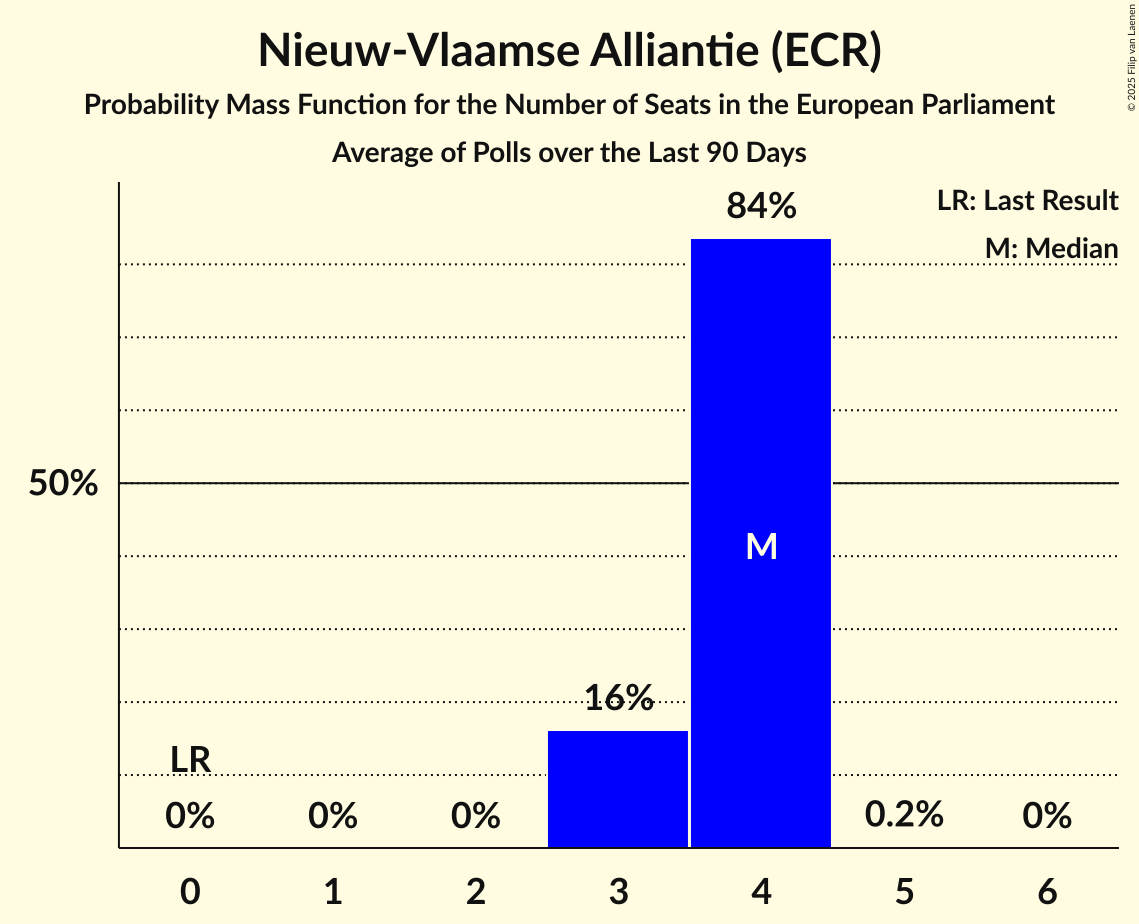 Nieuw-Vlaamse Alliantie (ECR)
Probability Mass Function for the Number of Seats in the European Parliament
Average of Polls over the Last 90 Days
© 2025 Filip van Laenen
LR: Last Result
M: Median
84%
50%
M
16%
LR
0% 0% 0% 0.2% 0%
0 1 2 3 4 5 6